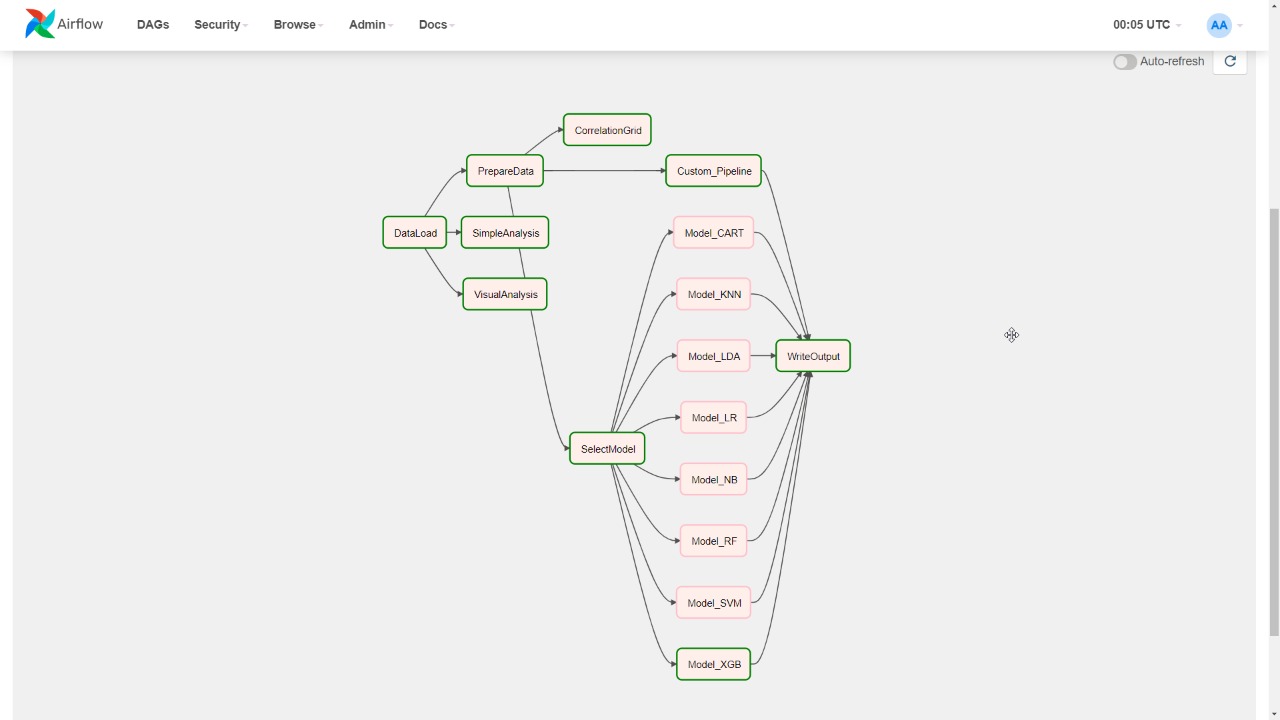 Airflow
DAGs
Security
Browse
Admin
Docs
00:05 UTC
AA
Auto-refresh
CorrelationGrid
PrepareData
Custom_Pipeline
DataLoad
SimpleAnalysis
Model_CART
VisualAnalysis
Model_KNN
Model_LDA
WriteOutput
Model_LR
SelectModel
Model_NB
Model_RF
Model_SVM
Model_XGB